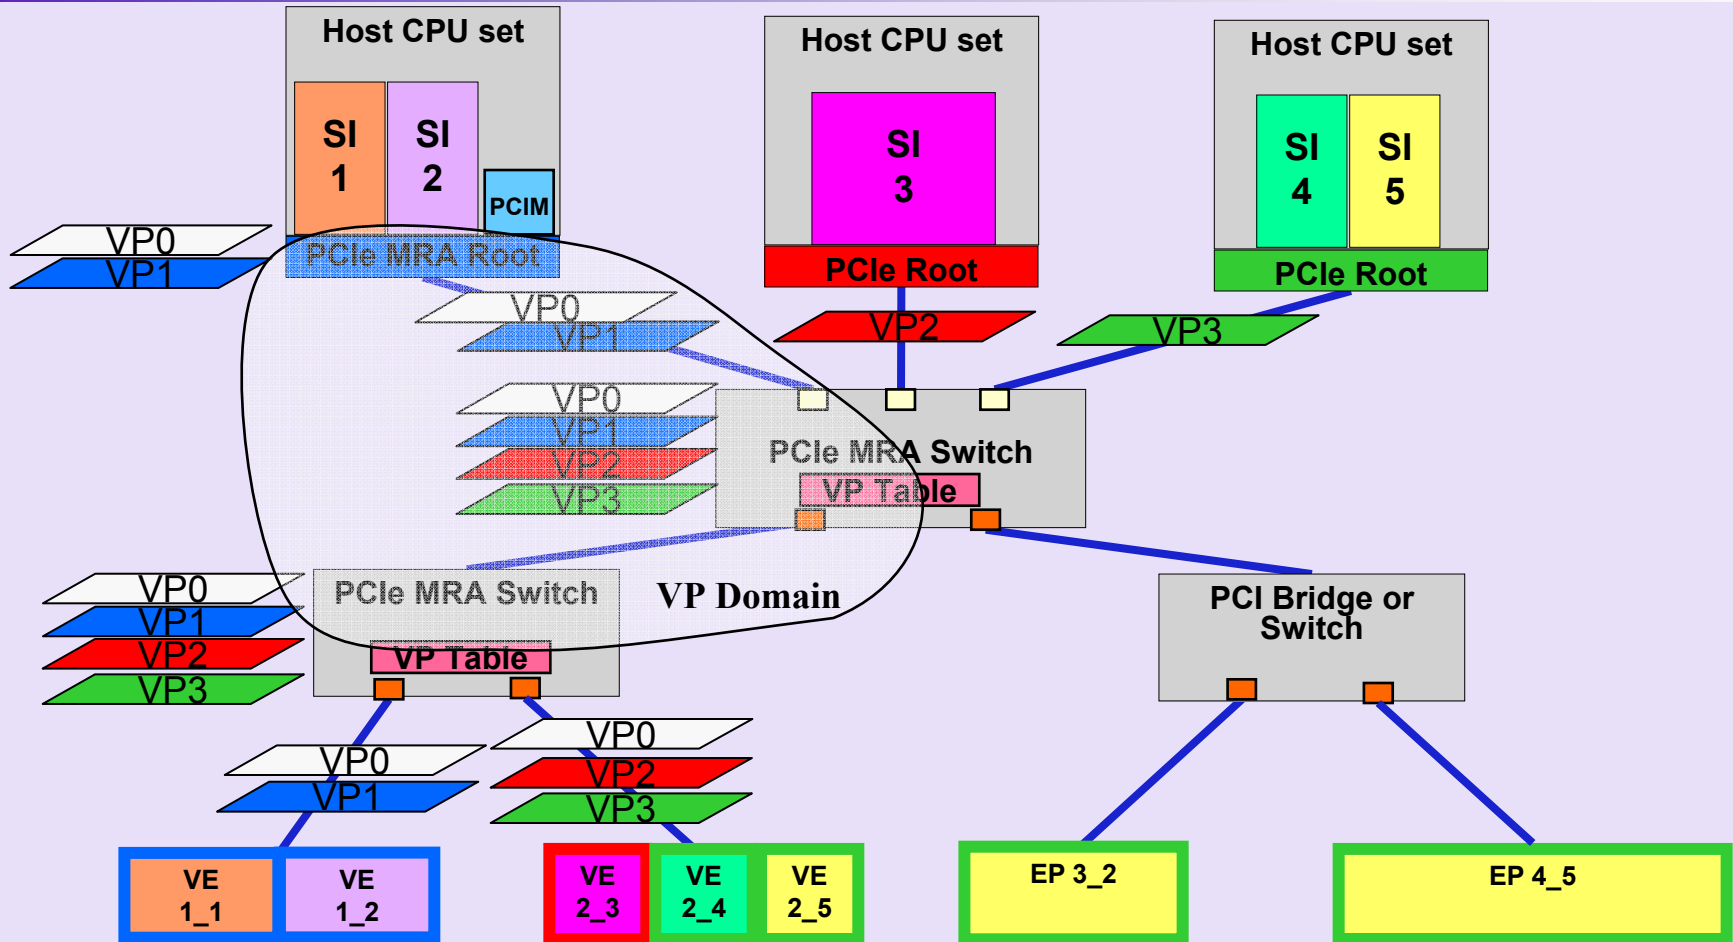 Host CPU set
Host CPU set
Host CPU set
SI
1
SI
2
PCIM
SI
3
SI
4
SI
5
VP0
VP1
PCIe MRA Root
PCIe Root
PCIe Root
VP0
VP1
VP2
VP3
VP0
VP1
VP2
VP3
PCIe MRA Switch
VP Table
VP0
VP1
VP2
VP3
PCIe MRA Switch
VP Table
VP Domain
PCI Bridge or
Switch
VP0
VP1
VP0
VP2
VP3
VE
1_1
VE
1_2
VE
2_3
VE
2_4
VE
2_5
EP 3_2
EP 4_5